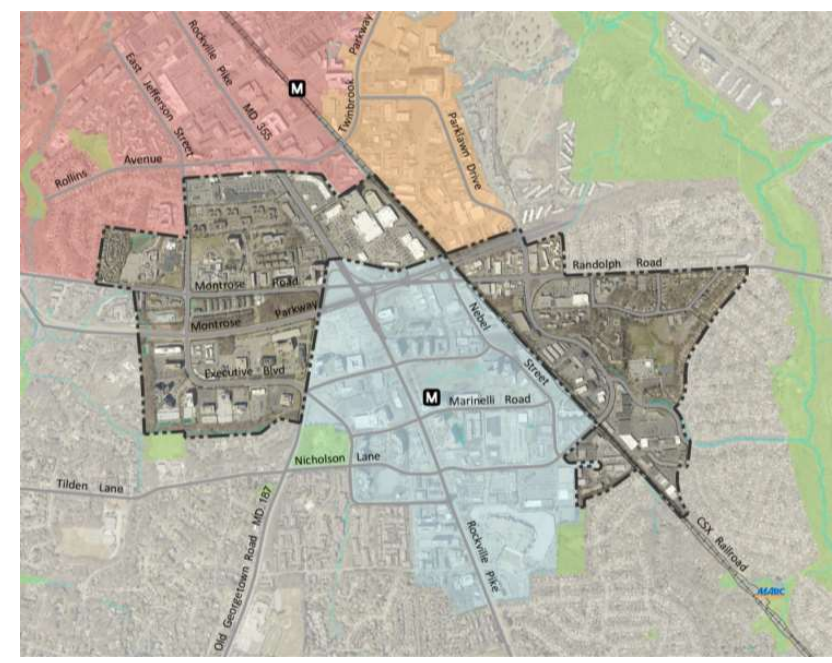 Rockville Pike MD 355
East Jefferson Street
M
Twinbrook Parkway
Parklawn Drive
Rollins Avenue
Randolph Road
Montrose Road
Montrose Parkway
Nebel Street
Executive Blvd
M
Marinelli Road
Nicholson Lane
Tilden Lane
Old Georgetown Road MD 187
Rockville Pike
CSX Railroad